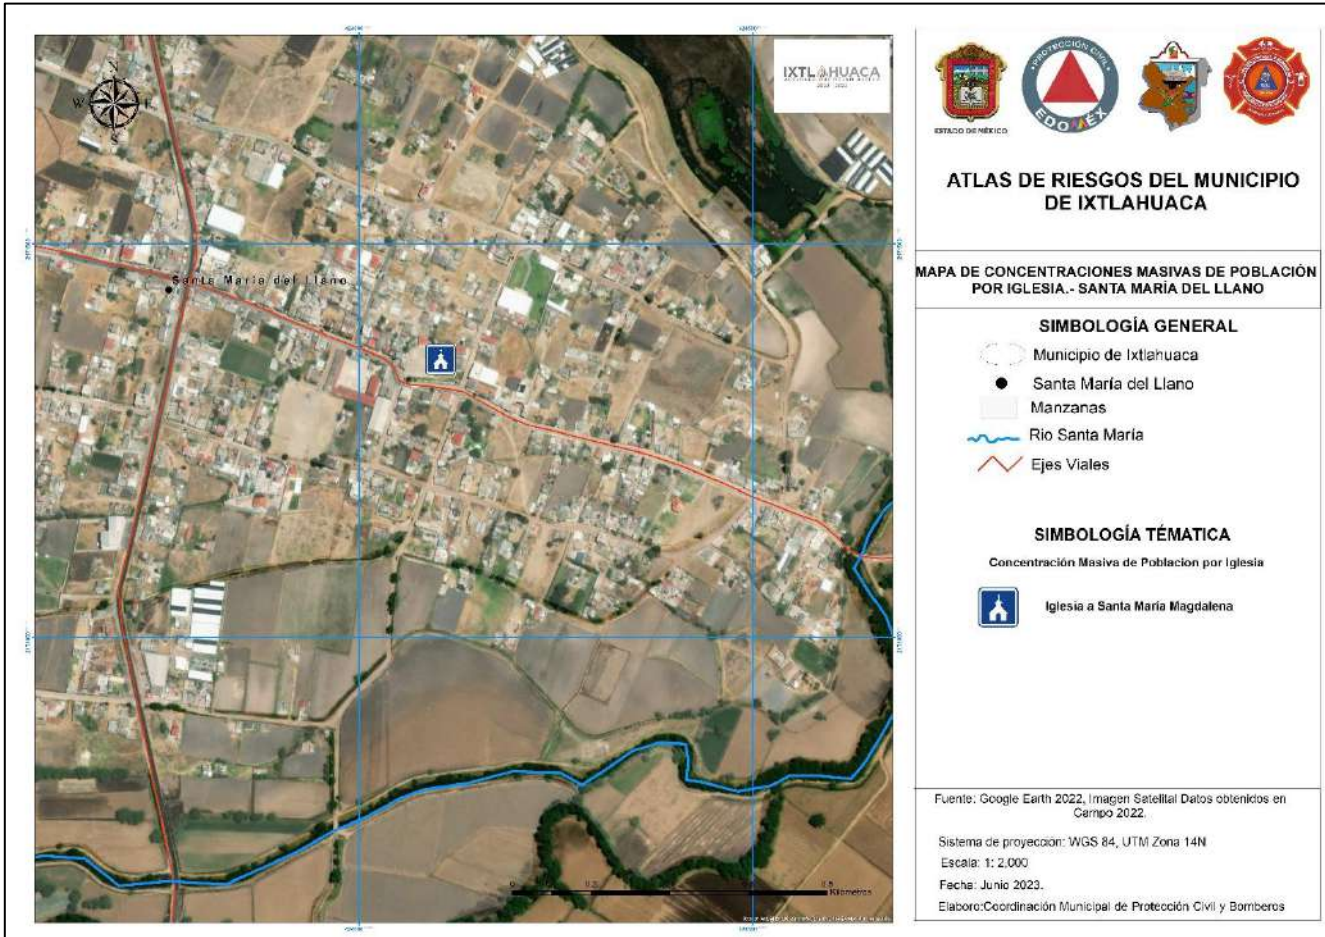 IXTLAHUACA
N
W
E
S
Santa María del Llano
0
0.5
Kilometros
ESTADO DE MÉXICO
PROTECCIÓN CIVIL
EDOMÉX
ATLAS DE RIESGOS DEL MUNICIPIO
DE IXTLAHUACA
MAPA DE CONCENTRACIONES MASIVAS DE POBLACIÓN
POR IGLESIA.- SANTA MARÍA DEL LLANO
SIMBOLOGÍA GENERAL
Municipio de Ixtlahuaca
Santa María del Llano
Manzanas
Rio Santa María
Ejes Viales
SIMBOLOGÍA TÉMATICA
Concentración Masiva de Poblacion por Iglesia
Iglesia a Santa María Magdalena
Fuente: Google Earth 2022, Imagen Satelital Datos obtenidos en
Campo 2022.
Sistema de proyección: WGS 84, UTM Zona 14N
Escala: 1: 2,000
Fecha: Junio 2023.
Elaboro:Coordinación Municipal de Protección Civil y Bomberos